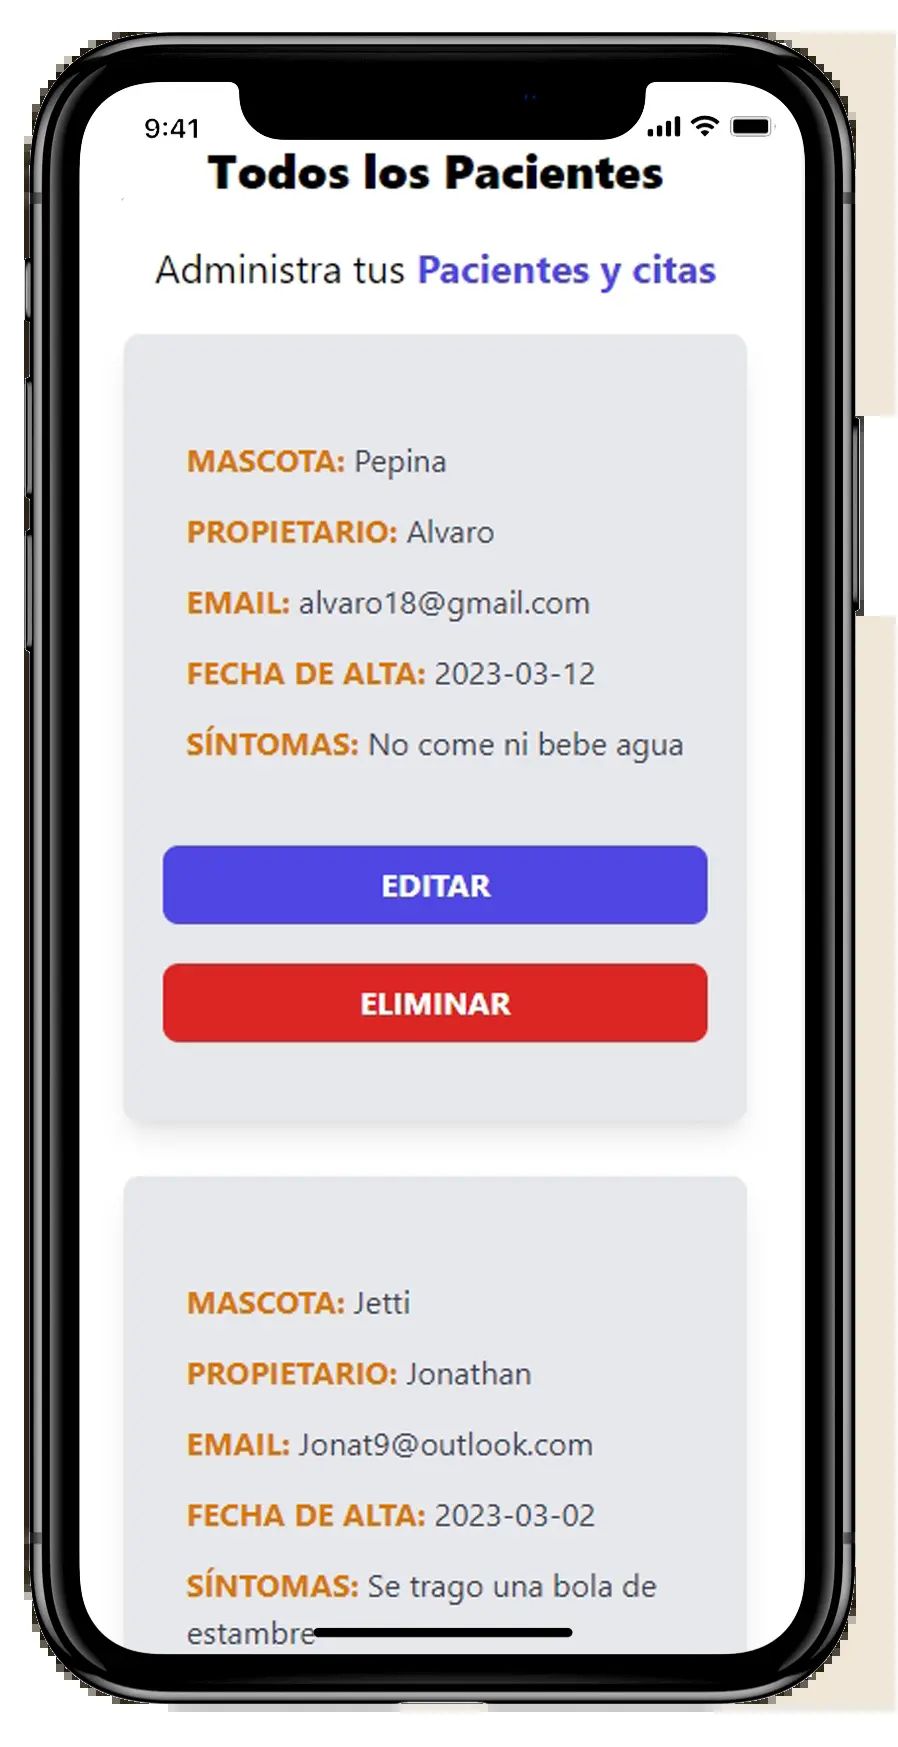 9:41
Todos los Pacientes
Administra tus Pacientes y citas
MASCOTA: Pepina
PROPIETARIO: Alvaro
EMAIL: alvaro18@gmail.com
FECHA DE ALTA: 2023-03-12
SÍNTOMAS: No come ni bebe agua
EDITAR
ELIMINAR
MASCOTA: Jetti
PROPIETARIO: Jonathan
EMAIL: Jonat9@outlook.com
FECHA DE ALTA: 2023-03-02
SÍNTOMAS: Se trago una bola de
estambre